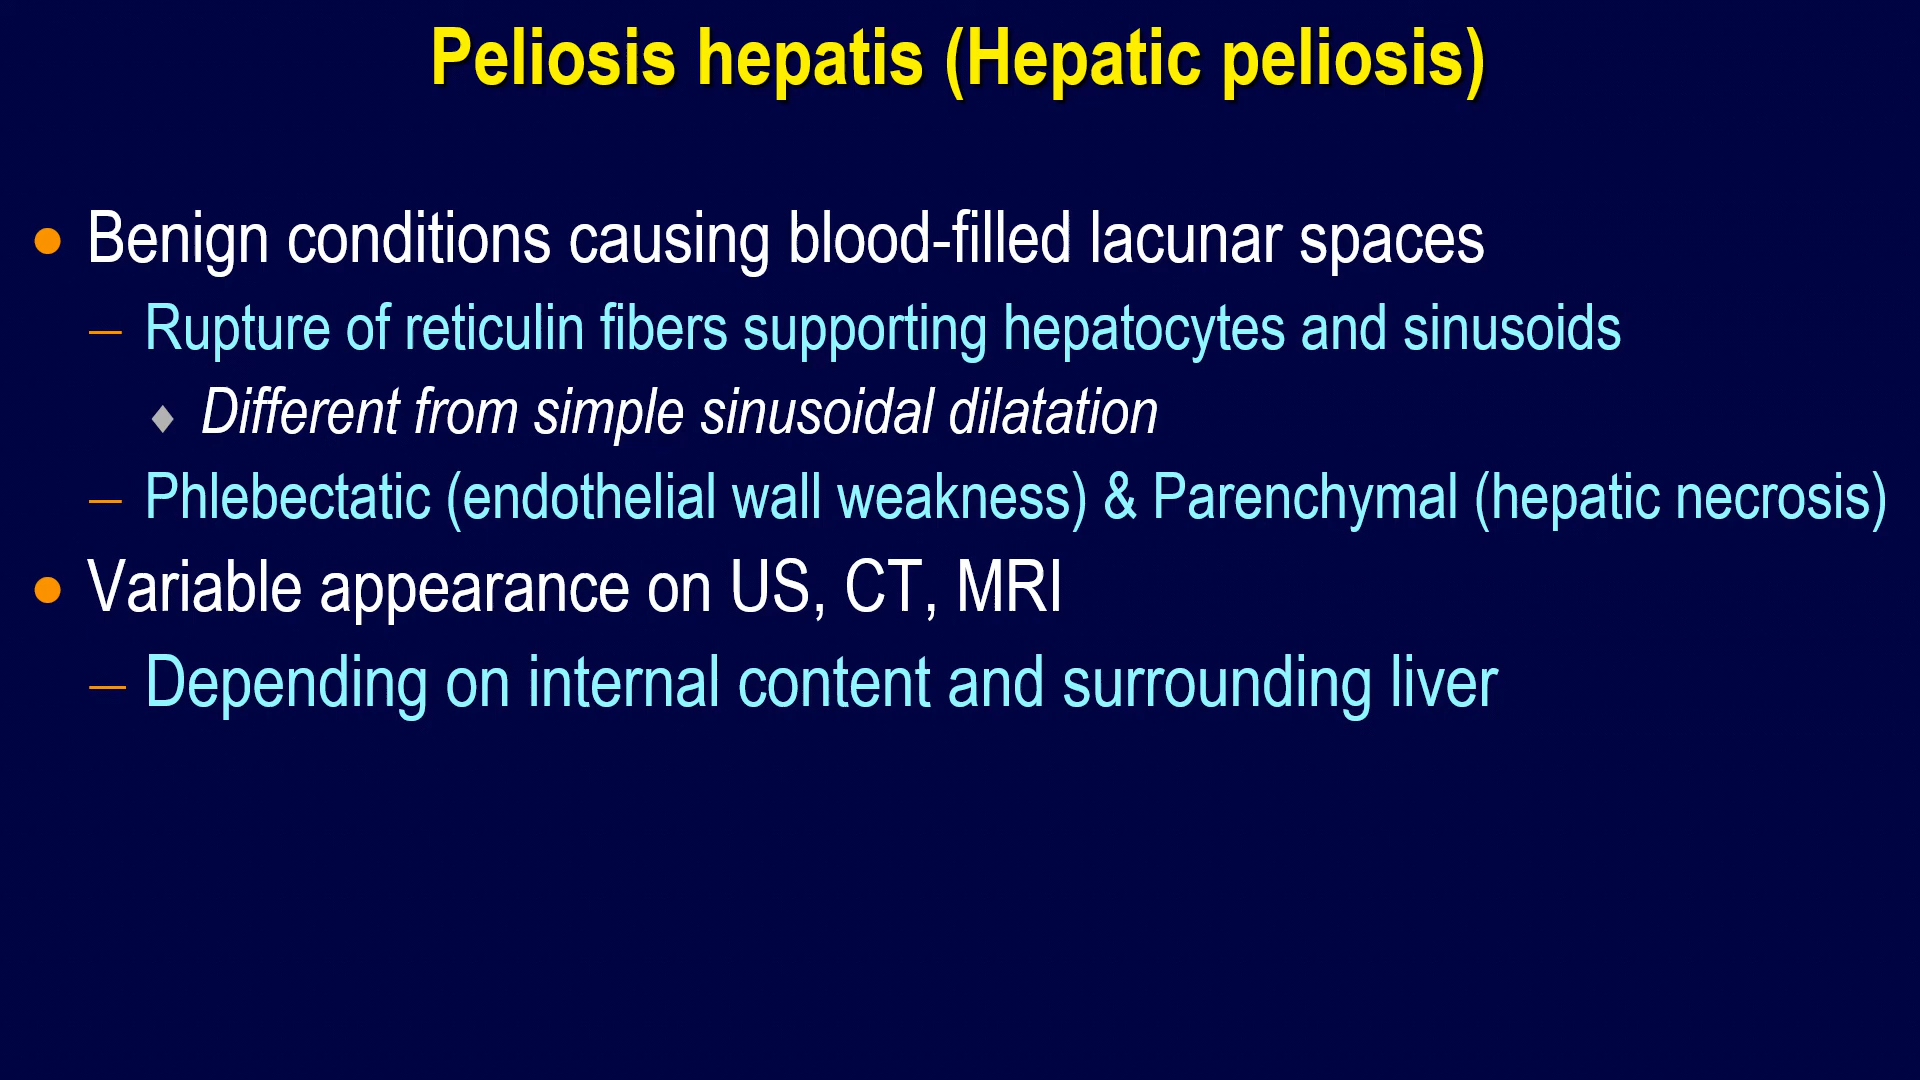 Peliosis hepatis (Hepatic peliosis)
• Benign conditions causing blood-filled lacunar spaces
– Rupture of reticulin fibers supporting hepatocytes and sinusoids
♦ Different from simple sinusoidal dilatation
– Phlebectatic (endothelial wall weakness) & Parenchymal (hepatic necrosis)
• Variable appearance on US, CT, MRI
– Depending on internal content and surrounding liver